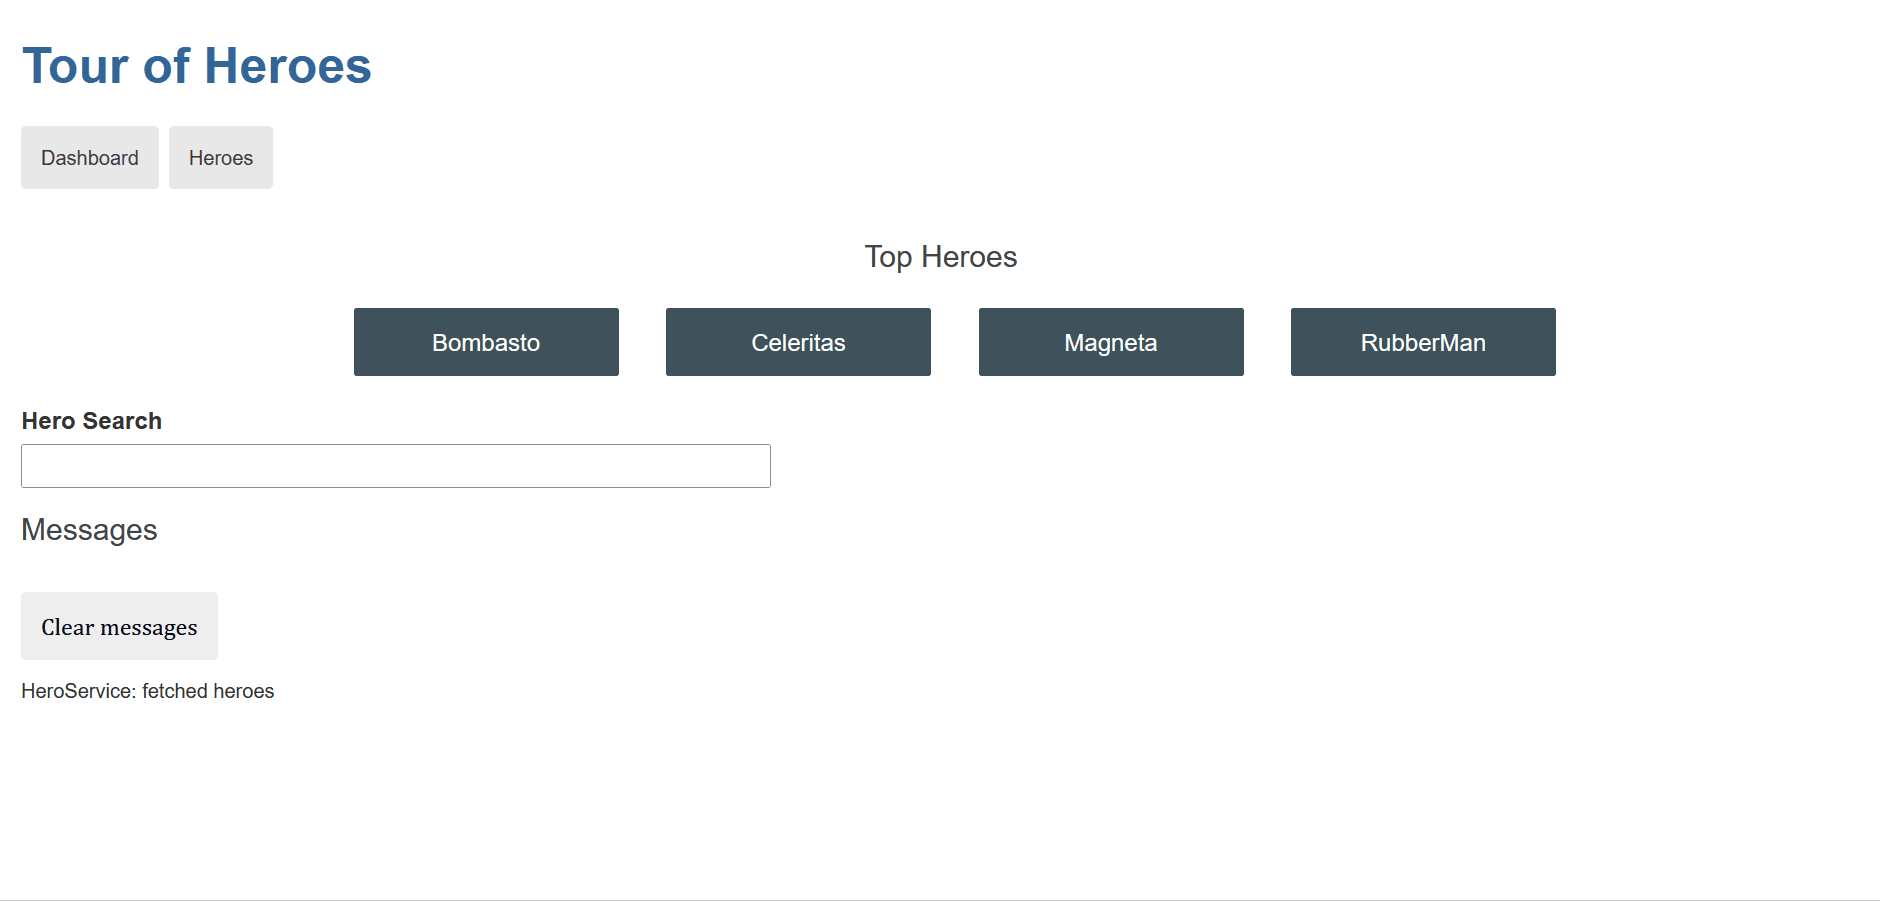 Tour of Heroes
Dashboard Heroes
Top Heroes
Bombasto Celeritas Magneta RubberMan
Hero Search
Messages
Clear messages
HeroService: fetched heroes